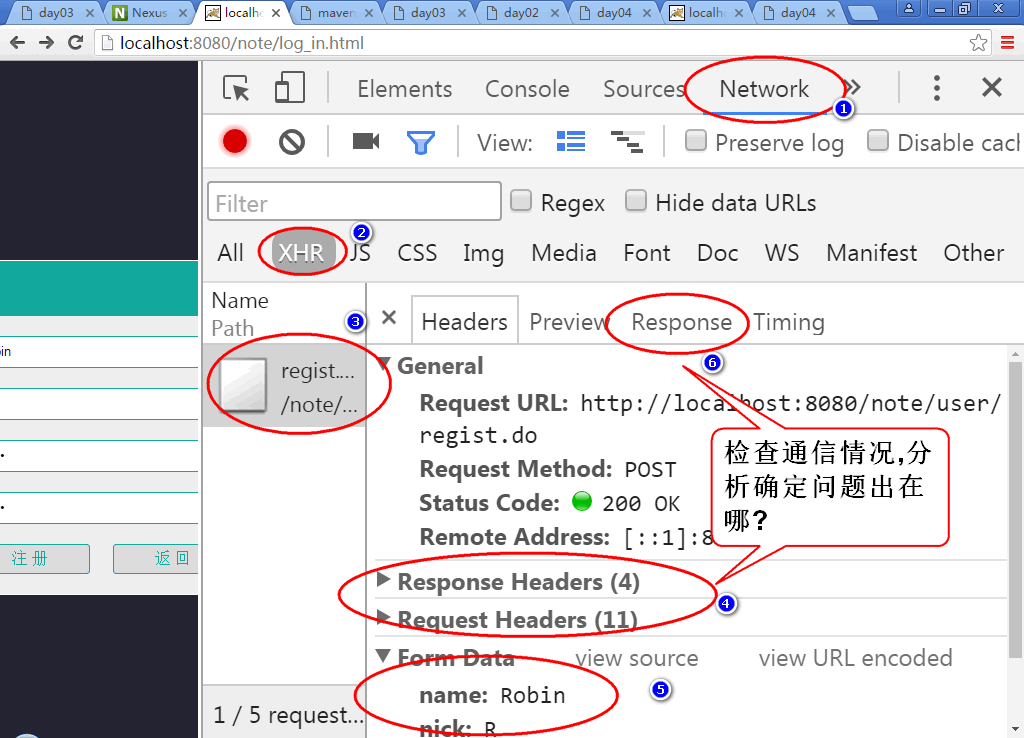 day03
Nexus
localh
maven
day03
day02
day04
localh
day04
localhost:8080/note/log_in.html
Elements Console Sources Network
1
View: Preserve log Disable cach
Filter Regex Hide data URLs
2
All XHR JS CSS Img Media Font Doc WS Manifest Other
Name
Path
3
Headers Preview Response Timing
6
regist....
/note/...
General
Request URL: http://localhost:8080/note/user/
regist.do
Request Method: POST
Status Code: 200 OK
Remote Address: [::1]:8
检查通信情况,分
析确定问题出在
哪?
Response Headers (4)
4
Request Headers (11)
Form Data view source view URL encoded
5
name: Robin
nick: R
1 / 5 request...
in
注册 返回